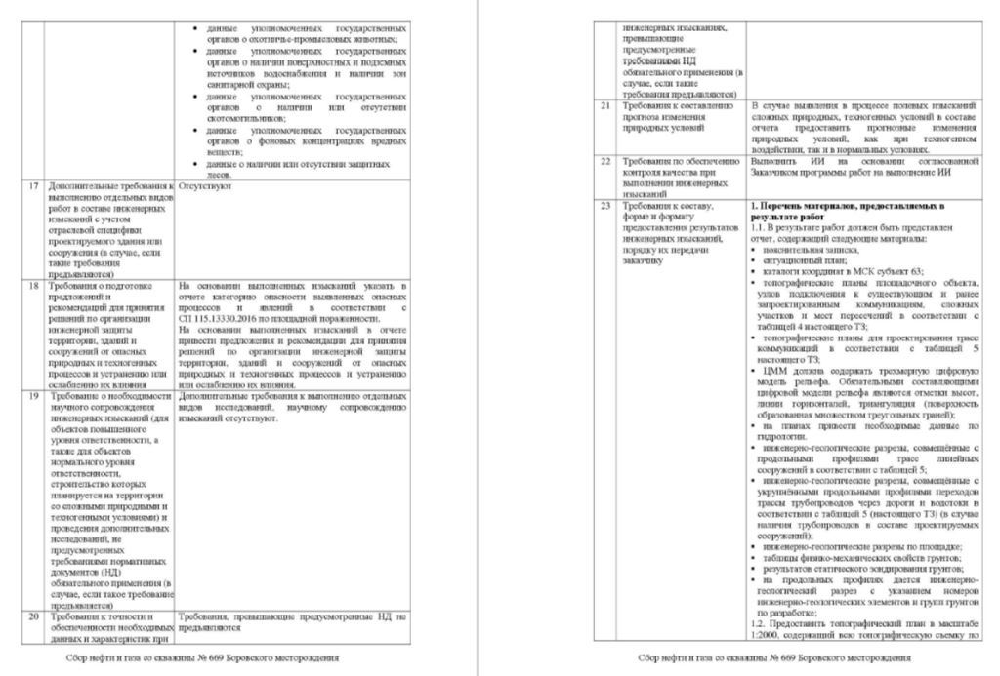 • данные уполномоченных государственных
органов о охотничье-промысловых животных;
• данные уполномоченных государственных
органов о наличии поверхностных и подземных
источников водоснабжения и наличии зон
санитарной охраны;
• данные уполномоченных государственных
органов о наличии или отсутствии
скотомогильников;
• данные уполномоченных государственных
органов о фоновых концентрациях вредных
веществ;
• данные о наличии или отсутствии защитных
лесов.
17 Дополнительные требования к Отсутствуют
выполнению отдельных видов
работ в составе инженерных
изысканий с учетом
отраслевой специфики
проектируемого здания или
сооружения (в случае, если
такие требования
предъявляются)
18 Требования о подготовке
предложений и
рекомендаций для принятия
решений по организации
инженерной защиты
территории, зданий и
сооружений от опасных
природных и техногенных
процессов и устранению или
ослаблению их влияния
На основании выполненных изысканий указать в
отчете категорию опасности выявленных опасных
процессов и явлений в соответствии с
СП 115.13330.2016 по площадной пораженности.
На основании выполненных изысканий в отчете
привести предложения и рекомендации для принятия
решений по организации инженерной защиты
территории, зданий и сооружений от опасных
природных и техногенных процессов и устранению
или ослаблению их влияния.
19 Требование о необходимости
научного сопровождения
инженерных изысканий (для
объектов повышенного
уровня ответственности, а
также для объектов
нормального уровня
ответственности,
строительство которых
планируется на территории
со сложными природными и
техногенными условиями) и
проведения дополнительных
исследований, не
предусмотренных
требованиями нормативных
документов (НД)
обязательного применения (в
случае, если такое требование
предъявляется)
Дополнительные требования к выполнению отдельных
видов исследований, научному сопровождению
изысканий отсутствуют.
20 Требования к точности и
обеспеченности необходимых
данных и характеристик при
Требования, превышающие предусмотренные НД не
предъявляются
Сбор нефти и газа со скважины № 669 Боровского месторождения
инженерных изысканиях,
превышающие
предусмотренные
требованиями НД
обязательного применения (в
случае, если такие
требования предъявляются)
21 Требования к составлению
прогноза изменения
природных условий
В случае выявления в процессе полевых изысканий
сложных природных, техногенных условий в составе
отчета предоставить прогнозные изменения
природных условий, как при техногенном
воздействии, так и в нормальных условиях.
22 Требования по обеспечению
контроля качества при
выполнении инженерных
изысканий
Выполнить ИИ на основании согласованной
Заказчиком программы работ на выполнение ИИ
23 Требования к составу,
форме и формату
предоставления результатов
инженерных изысканий,
порядку их передачи
заказчику
1. Перечень материалов, предоставляемых в
результате работ
1.1. В результате работ должен быть представлен
отчет, содержащий следующие материалы:
▪ пояснительная записка,
▪ ситуационный план;
▪ каталоги координат в МСК субъект 63;
▪ топографические планы площадочного объекта,
узлов подключения к существующим и ранее
запроектированным коммуникациям, сложных
участков и мест пересечений в соответствии с
таблицей 4 настоящего ТЗ;
▪ топографические планы для проектирования трасс
коммуникаций в соответствии с таблицей 5
настоящего ТЗ;
▪ ЦММ должна содержать трехмерную цифровую
модель рельефа. Обязательными составляющими
цифровой модели рельефа являются отметки высот,
линии горизонталей, триангуляция (поверхность
образованная множеством треугольных граней);
▪ на планах привести необходимые данные по
гидрологии.
▪ инженерно-геологические разрезы, совмещённые с
продольными профилями трасс линейных
сооружений в соответствии с таблицей 5;
▪ инженерно-геологические разрезы, совмещённые с
укрупнёнными продольными профилями переходов
трассы трубопроводов через дороги и водотоки в
соответствии с таблицей 5 (настоящего ТЗ) (в случае
наличия трубопроводов в составе проектируемых
сооружений);
▪ инженерно-геологические разрезы по площадке;
▪ таблицы физико-механических свойств грунтов;
▪ результатов статического зондирования грунтов;
▪ на продольных профилях дается инженерно-
геологический разрез с указанием номеров
инженерно-геологических элементов и групп грунтов
по разработке;
1.2. Предоставить топографический план в масштабе
1:2000, содержащий всю топографическую съемку по
Сбор нефти и газа со скважины № 669 Боровского месторождения